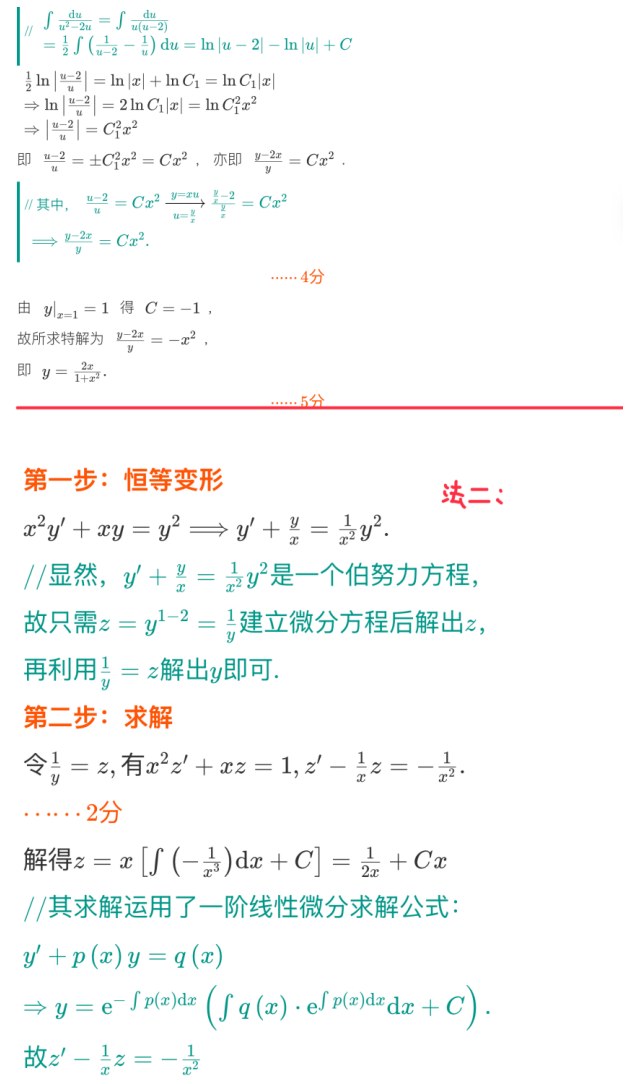 // ∫ du/(u²−2u) = ∫ du/(u(u−2))
= 1/2 ∫ (1/(u−2) − 1/u) du = ln|u − 2| − ln|u| + C
1/2 ln|(u−2)/u| = ln|x| + ln C₁ = ln C₁|x|
⇒ ln|(u−2)/u| = 2 ln C₁|x| = ln C₁²x²
⇒ |(u−2)/u| = C₁²x²
即 (u−2)/u = ±C₁²x² = Cx² ，亦即 (y−2x)/y = Cx² .
// 其中， (u−2)/u = Cx² —(y=xu, u=y/x)→ (y/x−2)/(y/x) = Cx²
⟹ (y−2x)/y = Cx².
⋯⋯ 4分
由 y|ₓ₌₁ = 1 得 C = −1 ，
故所求特解为 (y−2x)/y = −x² ，
即 y = 2x/(1+x²) .
⋯⋯ 5分
第一步：恒等变形
法二：
x²y′ + xy = y² ⟹ y′ + y/x = 1/x² y².
//显然，y′ + y/x = 1/x² y²是一个伯努力方程，
故只需z = y¹⁻² = 1/y建立微分方程后解出z，
再利用1/y = z解出y即可.
第二步：求解
令1/y = z, 有x²z′ + xz = 1, z′ − 1/x z = −1/x².
⋯⋯2分
解得z = x [∫ (−1/x³)dx + C] = 1/(2x) + Cx
//其求解运用了一阶线性微分求解公式：
y′ + p(x) y = q(x)
⇒ y = e^(−∫p(x)dx) (∫ q(x) · e^(∫p(x)dx) dx + C) .
故z′ − 1/x z = −1/x²